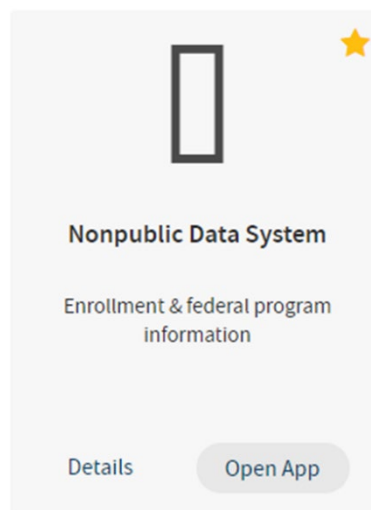 Nonpublic Data System
Enrollment & federal program
information
Details
Open App